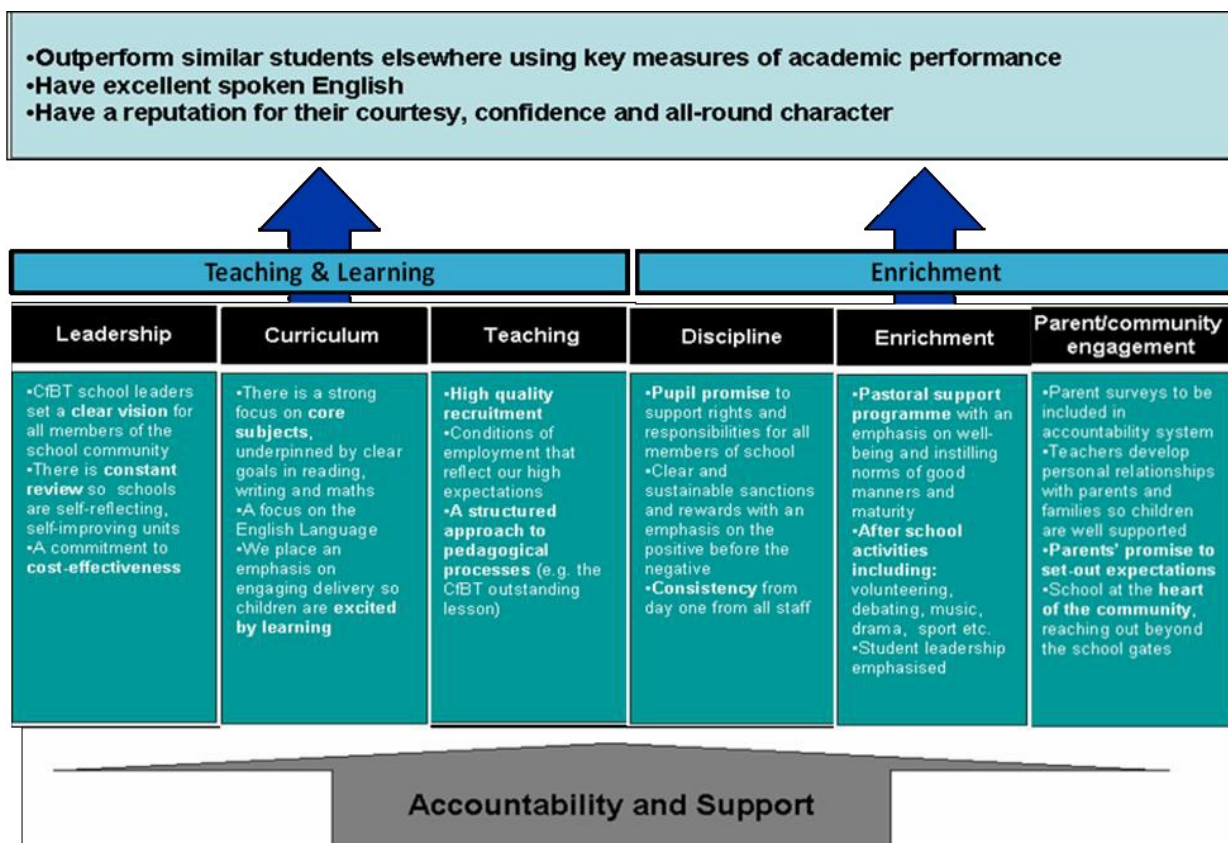 •Outperform similar students elsewhere using key measures of academic performance
•Have excellent spoken English
•Have a reputation for their courtesy, confidence and all-round character
Teaching & Learning
Enrichment
Leadership
•CfBT school leaders
set a clear vision for
all members of the
school community
•There is constant
review so schools
are self-reflecting,
self-improving units
•A commitment to
cost-effectiveness
Curriculum
•There is a strong
focus on core
subjects,
underpinned by clear
goals in reading,
writing and maths
•A focus on the
English Language
•We place an
emphasis on
engaging delivery so
children are excited
by learning
Teaching
•High quality
recruitment
•Conditions of
employment that
reflect our high
expectations
•A structured
approach to
pedagogical
processes (e.g. the
CfBT outstanding
lesson)
Discipline
•Pupil promise to
support rights and
responsibilities for all
members of school
•Clear and
sustainable sanctions
and rewards with an
emphasis on the
positive before the
negative
•Consistency from
day one from all staff
Enrichment
•Pastoral support
programme with an
emphasis on well-
being and instilling
norms of good
manners and
maturity
•After school
activities
including:
volunteering,
debating, music,
drama, sport etc.
•Student leadership
emphasised
Parent/community
engagement
•Parent surveys to be
included in
accountability system
•Teachers develop
personal relationships
with parents and
families so children
are well supported
•Parents' promise to
set-out expectations
•School at the heart
of the community,
reaching out beyond
the school gates
Accountability and Support